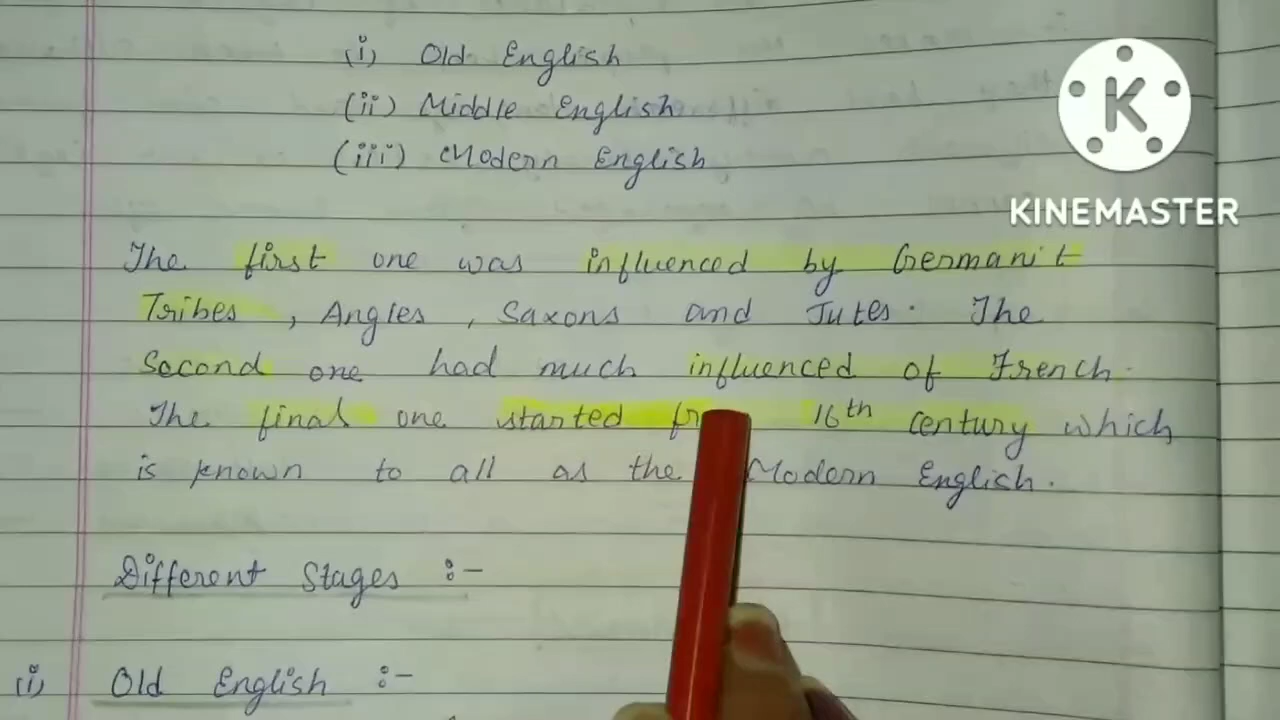 (i) Old English
(ii) Middle English
(iii) Modern English
KINEMASTER
The first one was influenced by Germanit
Tribes, Angles, Saxons and Jutes. The
Second one had much influenced of French.
The final one started 16th century which
is known to all as the Modern English.
Different Stages :-
(i) Old English :-